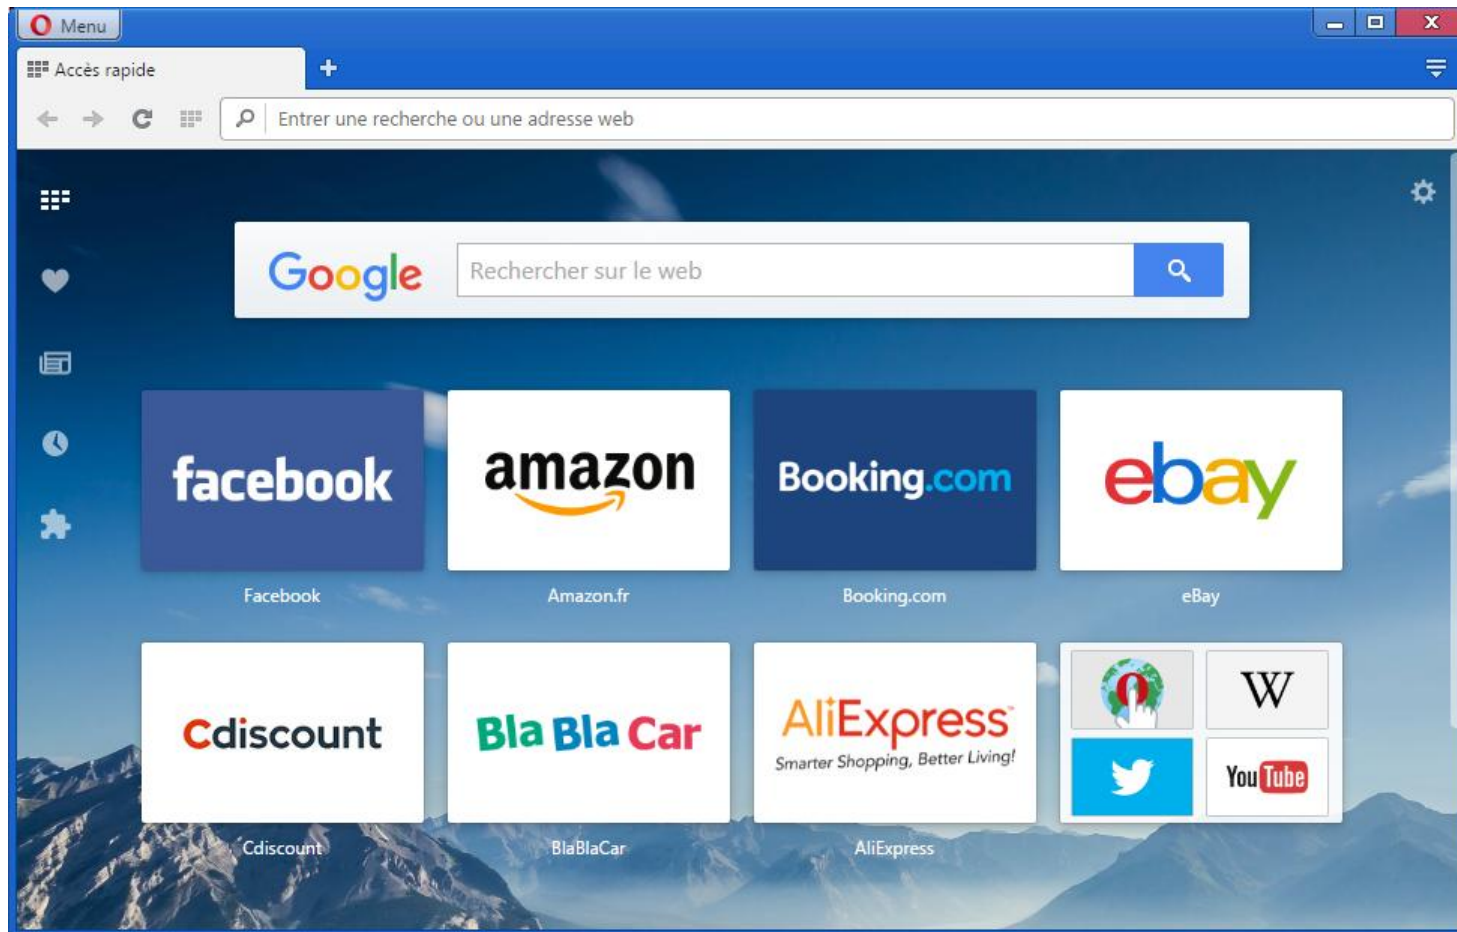 Menu
Accès rapide
Entrer une recherche ou une adresse web
Google
Rechercher sur le web
facebook
amazon
Booking.com
ebay
Facebook
Amazon.fr
Booking.com
eBay
Cdiscount
Bla Bla Car
AliExpress
Smarter Shopping, Better Living!
O
W
YouTube
Cdiscount
BlaBlaCar
AliExpress